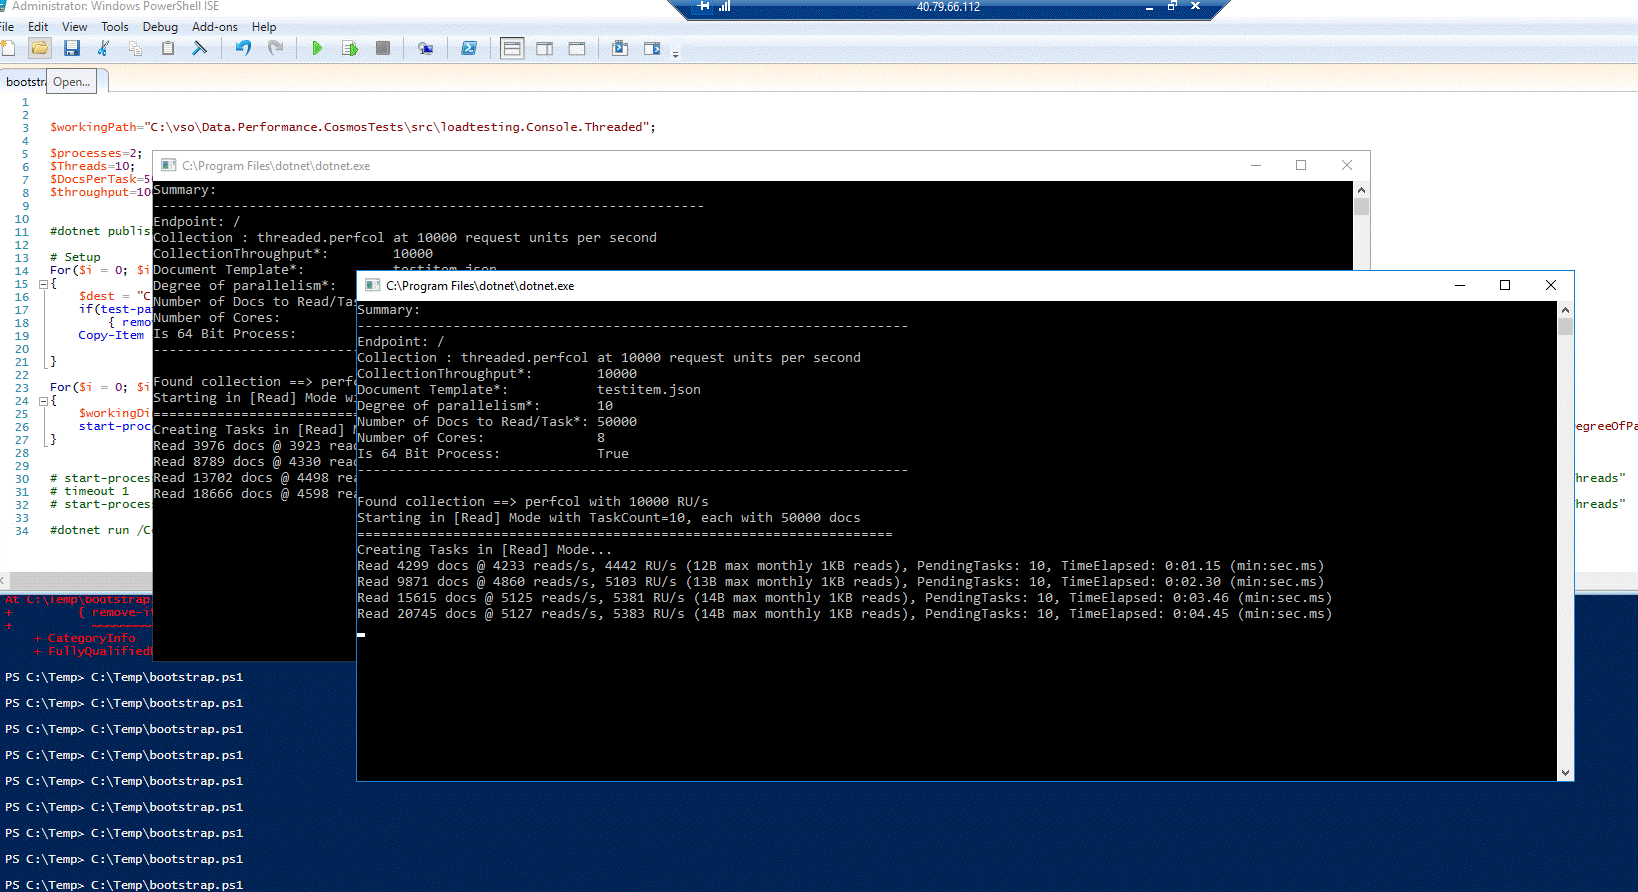 Administrator: Windows PowerShell ISE
40.79.66.112
File Edit View Tools Debug Add-ons Help
bootstra
Open...
1
2
3 $workingPath="C:\vso\Data.Performance.CosmosTests\src\loadtesting.Console.Threaded";
4
5 $processes=2;
6 $Threads=10;
7 $DocsPerTask=50
8 $throughput=100
9
10
11 #dotnet publish
12
13 # Setup
14 For($i = 0; $i
15 {
16 $dest = "C
17 if(test-pa
18 { remo
19 Copy-Item
20
21 }
22
23 For($i = 0; $i
24 {
25 $workingDi
26 start-proc egreeOfPa
27 }
28
29
30 # start-process hreads"
31 # timeout 1
32 # start-process hreads"
33
34 #dotnet run /Co
C:\Program Files\dotnet\dotnet.exe
Summary:
---------------------------------------------------------------------
Endpoint: /
Collection : threaded.perfcol at 10000 request units per second
CollectionThroughput*: 10000
Document Template*: testitem.json
Degree of parallelism*:
Number of Docs to Read/Ta
Number of Cores:
Is 64 Bit Process:
--------------------------
Found collection ==> perfc
Starting in [Read] Mode wi
==========================
Creating Tasks in [Read] M
Read 3976 docs @ 3923 read
Read 8789 docs @ 4330 read
Read 13702 docs @ 4498 rea
Read 18666 docs @ 4598 rea
C:\Program Files\dotnet\dotnet.exe
Summary:
---------------------------------------------------------------------
Endpoint: /
Collection : threaded.perfcol at 10000 request units per second
CollectionThroughput*: 10000
Document Template*: testitem.json
Degree of parallelism*: 10
Number of Docs to Read/Task*: 50000
Number of Cores: 8
Is 64 Bit Process: True
---------------------------------------------------------------------
Found collection ==> perfcol with 10000 RU/s
Starting in [Read] Mode with TaskCount=10, each with 50000 docs
===================================================================
Creating Tasks in [Read] Mode...
Read 4299 docs @ 4233 reads/s, 4442 RU/s (12B max monthly 1KB reads), PendingTasks: 10, TimeElapsed: 0:01.15 (min:sec.ms)
Read 9871 docs @ 4860 reads/s, 5103 RU/s (13B max monthly 1KB reads), PendingTasks: 10, TimeElapsed: 0:02.30 (min:sec.ms)
Read 15615 docs @ 5125 reads/s, 5381 RU/s (14B max monthly 1KB reads), PendingTasks: 10, TimeElapsed: 0:03.46 (min:sec.ms)
Read 20745 docs @ 5127 reads/s, 5383 RU/s (14B max monthly 1KB reads), PendingTasks: 10, TimeElapsed: 0:04.45 (min:sec.ms)
At C:\Temp\bootstrap.
+ { remove-it
+ ~~~~~~~~~
+ CategoryInfo
+ FullyQualifiedE
PS C:\Temp> C:\Temp\bootstrap.ps1
PS C:\Temp> C:\Temp\bootstrap.ps1
PS C:\Temp> C:\Temp\bootstrap.ps1
PS C:\Temp> C:\Temp\bootstrap.ps1
PS C:\Temp> C:\Temp\bootstrap.ps1
PS C:\Temp> C:\Temp\bootstrap.ps1
PS C:\Temp> C:\Temp\bootstrap.ps1
PS C:\Temp> C:\Temp\bootstrap.ps1
PS C:\Temp> C:\Temp\bootstrap.ps1